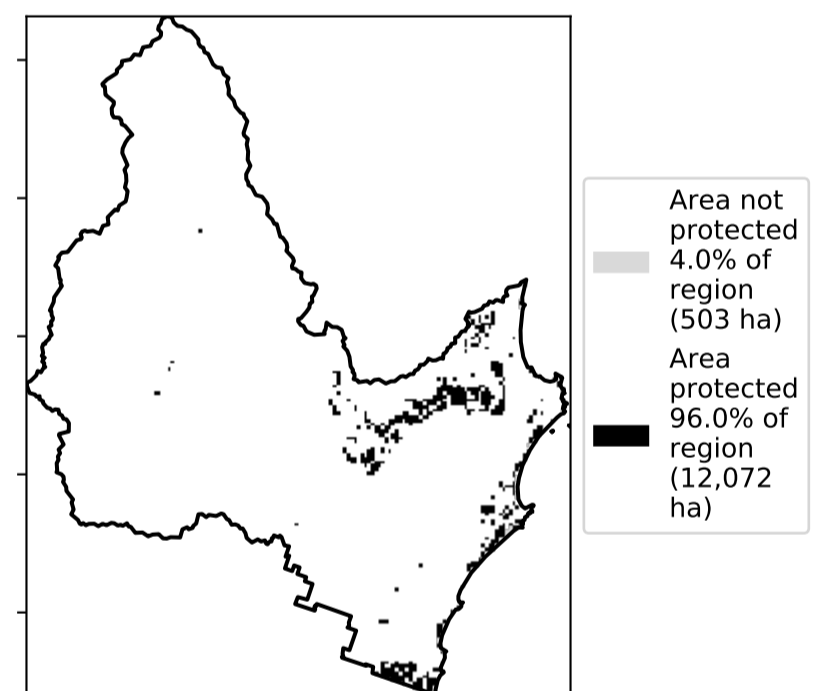 Area not
protected
4.0% of
region
(503 ha)
Area
protected
96.0% of
region
(12,072
ha)